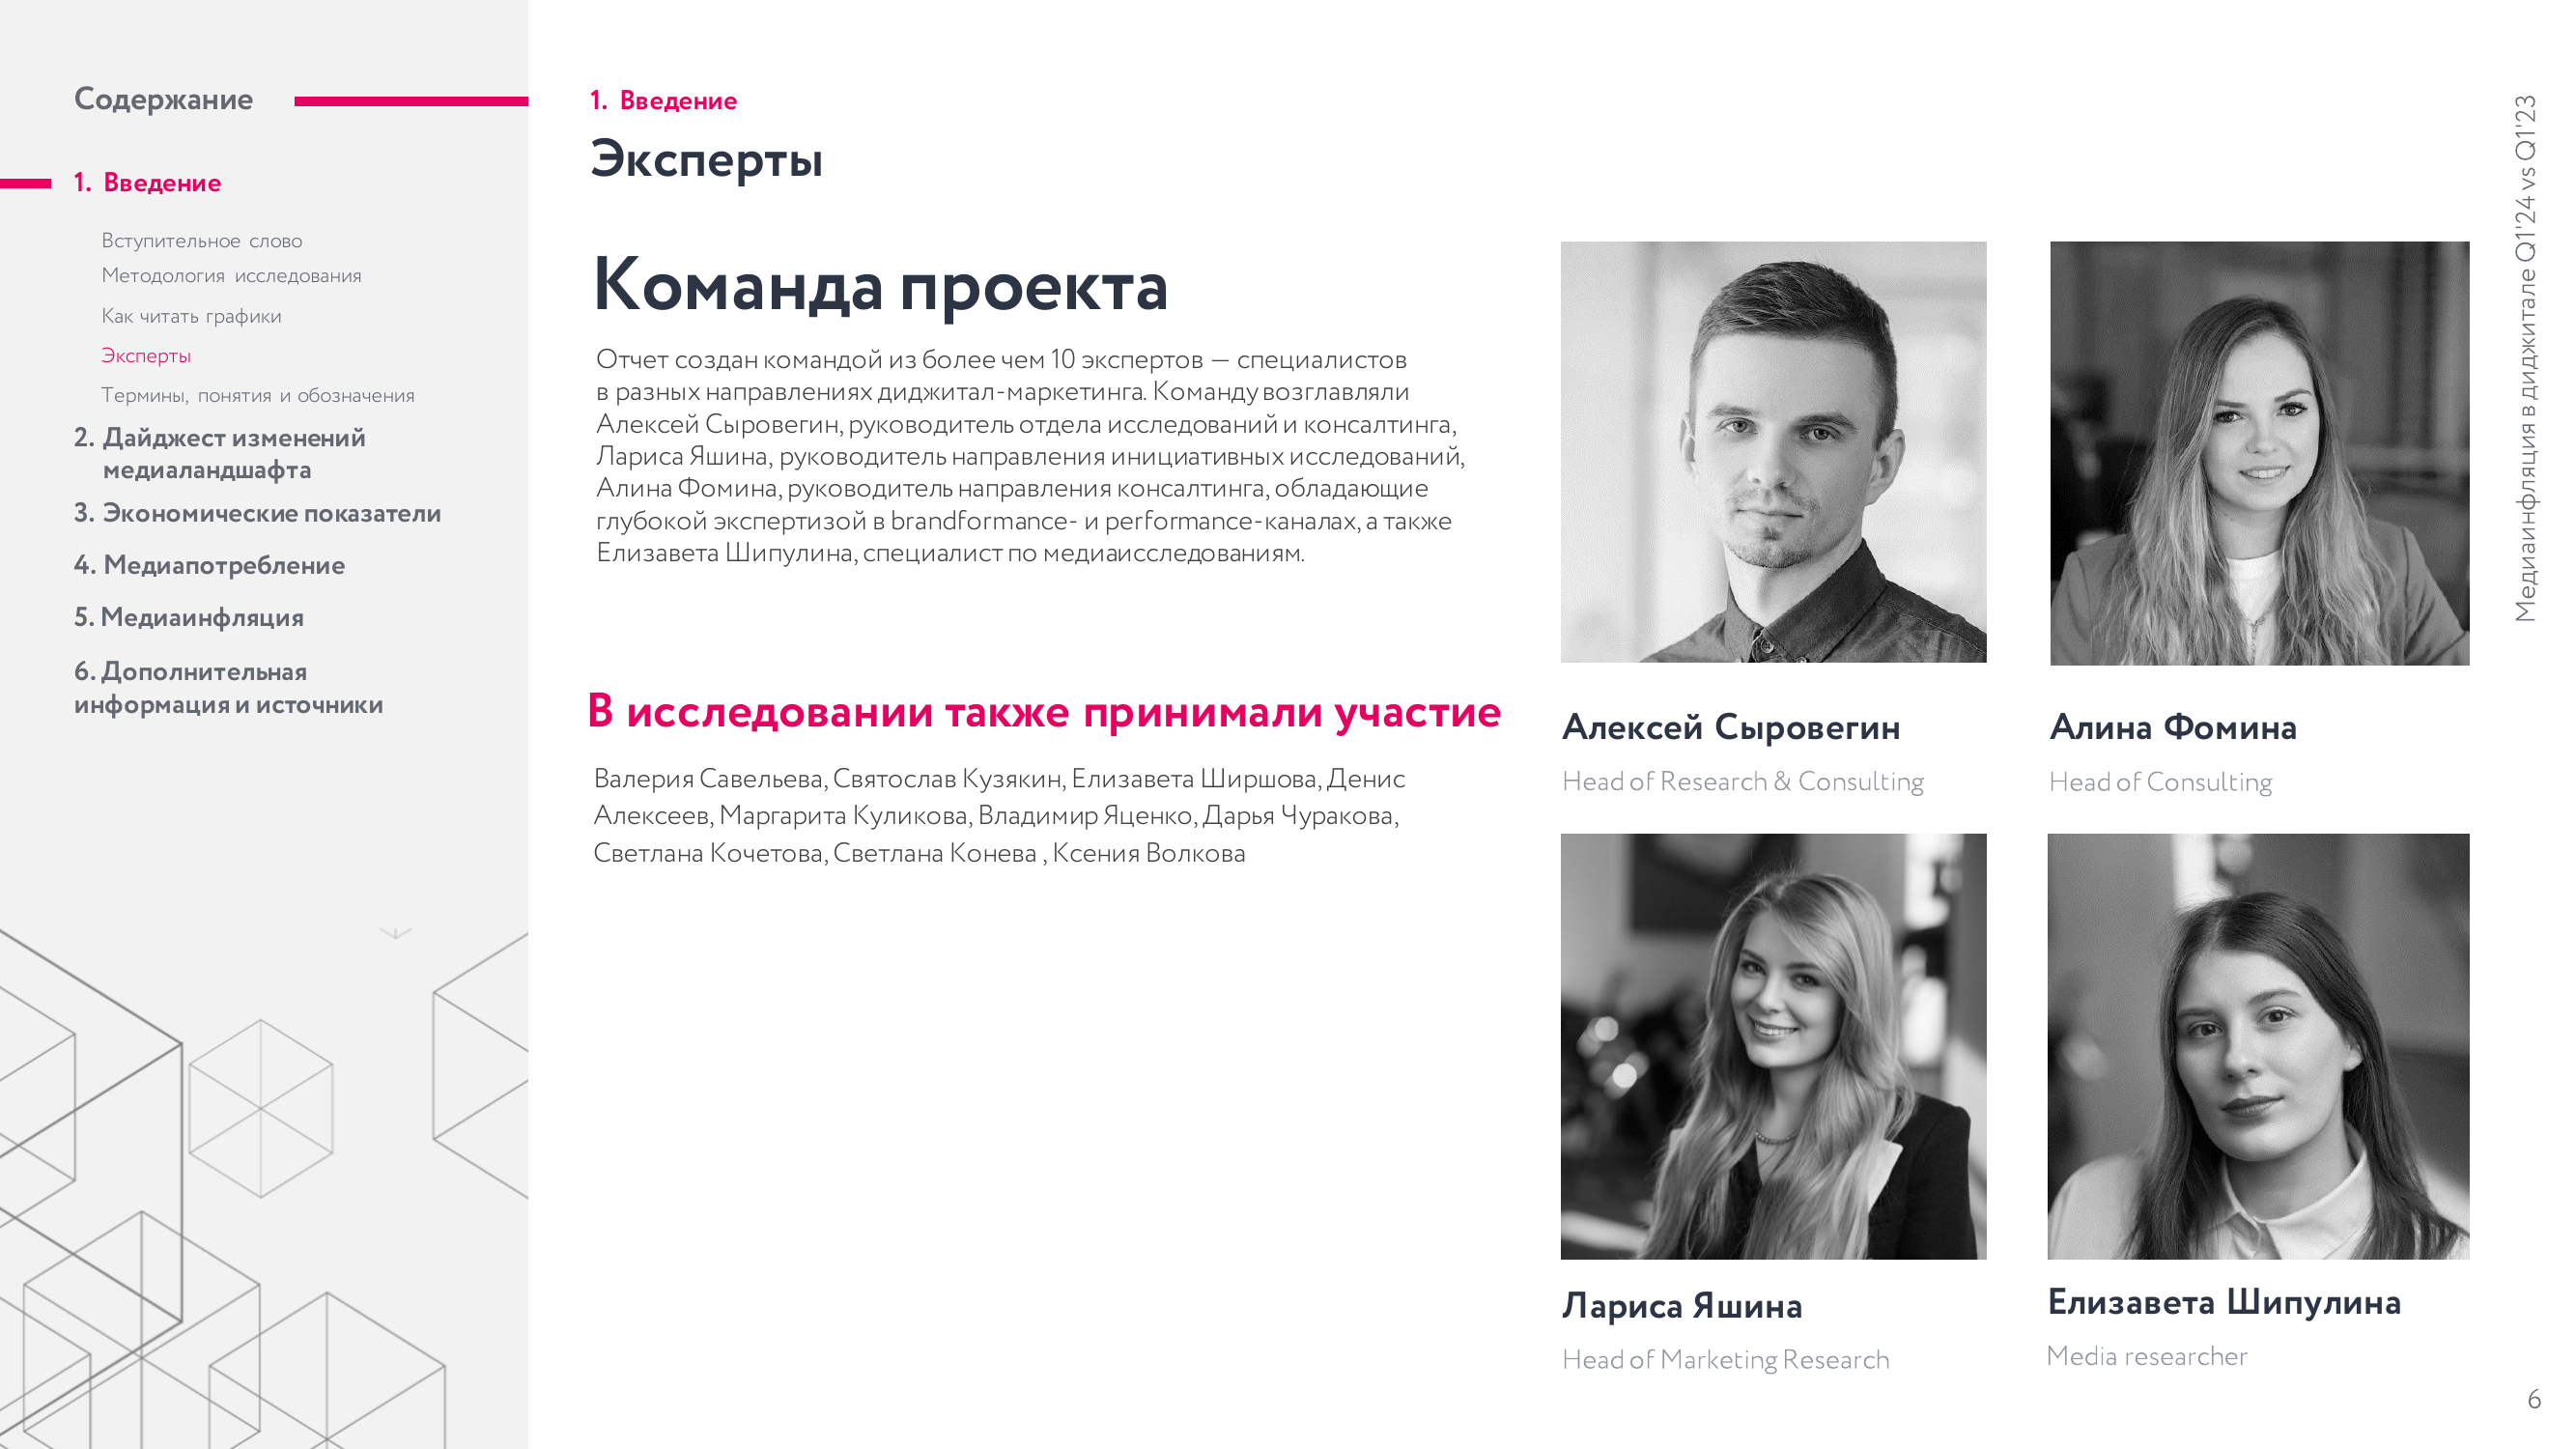 Содержание
1. Введение
Вступительное слово
Методология исследования
Как читать графики
Эксперты
Термины, понятия и обозначения
2. Дайджест изменений
медиаландшафта
3. Экономические показатели
4. Медиапотребление
5. Медиаинфляция
6. Дополнительная
информация и источники
1. Введение
Эксперты
Команда проекта
Отчет создан командой из более чем 10 экспертов — специалистов
в разных направлениях диджитал-маркетинга. Команду возглавляли
Алексей Сыровегин, руководитель отдела исследований и консалтинга,
Лариса Яшина, руководитель направления инициативных исследований,
Алина Фомина, руководитель направления консалтинга, обладающие
глубокой экспертизой в brandformance- и performance-каналах, а также
Елизавета Шипулина, специалист по медиаисследованиям.
В исследовании также принимали участие
Валерия Савельева, Святослав Кузякин, Елизавета Ширшова, Денис
Алексеев, Маргарита Куликова, Владимир Яценко, Дарья Чуракова,
Светлана Кочетова, Светлана Конева , Ксения Волкова
Алексей Сыровегин
Head of Research & Consulting
Алина Фомина
Head of Consulting
Лариса Яшина
Head of Marketing Research
Елизавета Шипулина
Media researcher
Медиаинфляция в диджитале Q1'24 vs Q1'23
6